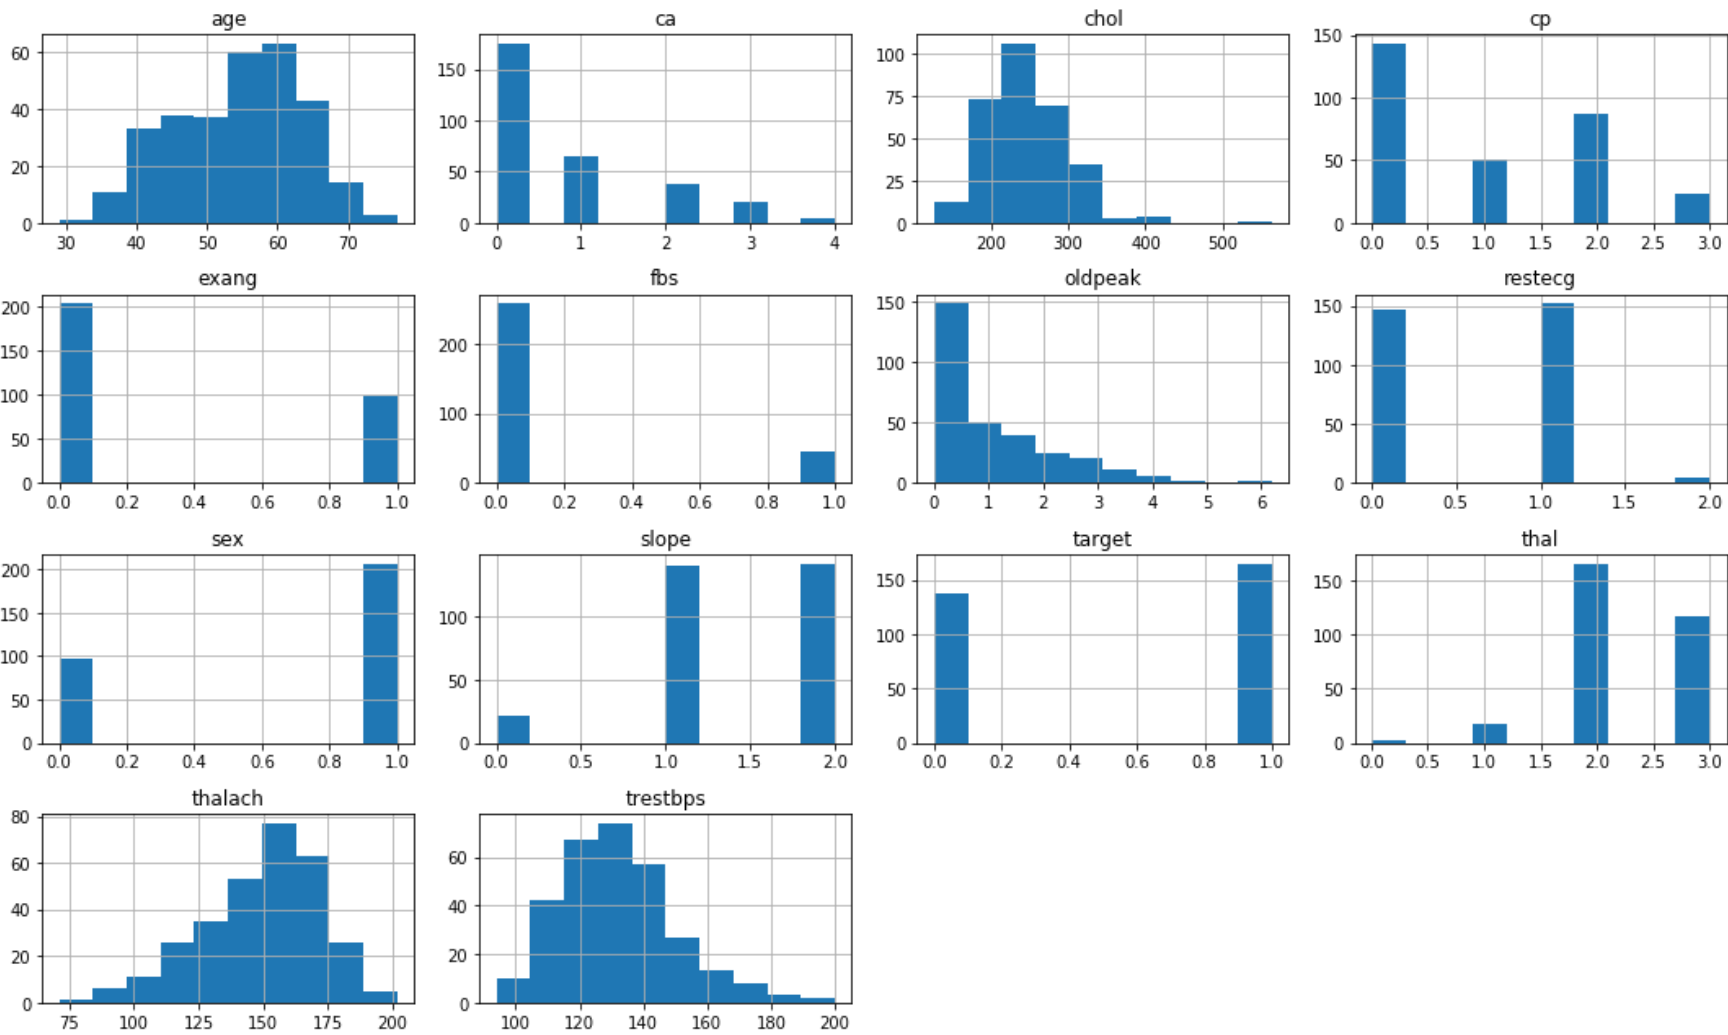 age ca chol cp
60 40 20 0
30 40 50 60 70
150 100 50 0
0 1 2 3 4
100 75 50 25 0
200 300 400 500
150 100 50 0
0.0 0.5 1.0 1.5 2.0 2.5 3.0
exang fbs oldpeak restecg
200 150 100 50 0
0.0 0.2 0.4 0.6 0.8 1.0
200 100 0
0.0 0.2 0.4 0.6 0.8 1.0
150 100 50 0
0 1 2 3 4 5 6
150 100 50 0
0.0 0.5 1.0 1.5 2.0
sex slope target thal
200 150 100 50 0
0.0 0.2 0.4 0.6 0.8 1.0
100 50 0
0.0 0.5 1.0 1.5 2.0
150 100 50 0
0.0 0.2 0.4 0.6 0.8 1.0
150 100 50 0
0.0 0.5 1.0 1.5 2.0 2.5 3.0
thalach trestbps
80 60 40 20 0
75 100 125 150 175 200
60 40 20 0
100 120 140 160 180 200